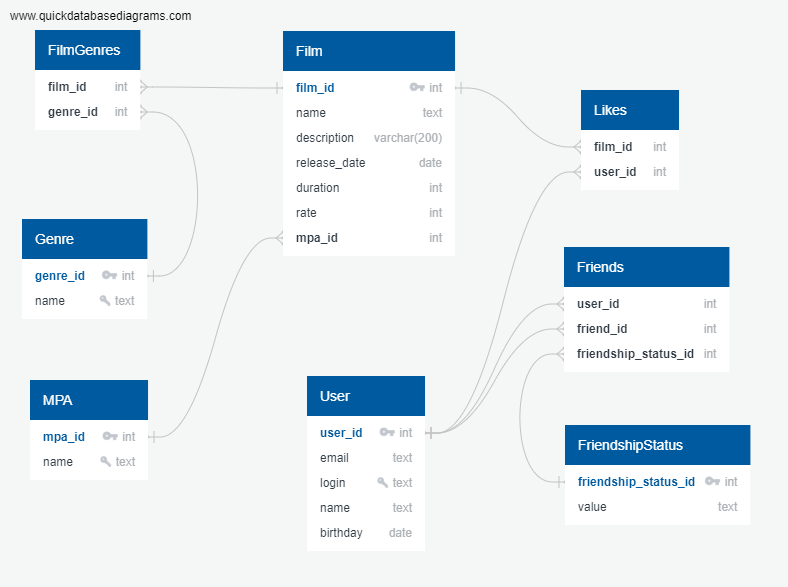 www.quickdatabasediagrams.com
FilmGenres
film_id int
genre_id int
Film
film_id int
name text
description varchar(200)
release_date date
duration int
rate int
mpa_id int
Likes
film_id int
user_id int
Genre
genre_id int
name text
Friends
user_id int
friend_id int
friendship_status_id int
MPA
mpa_id int
name text
User
user_id int
email text
login text
name text
birthday date
FriendshipStatus
friendship_status_id int
value text